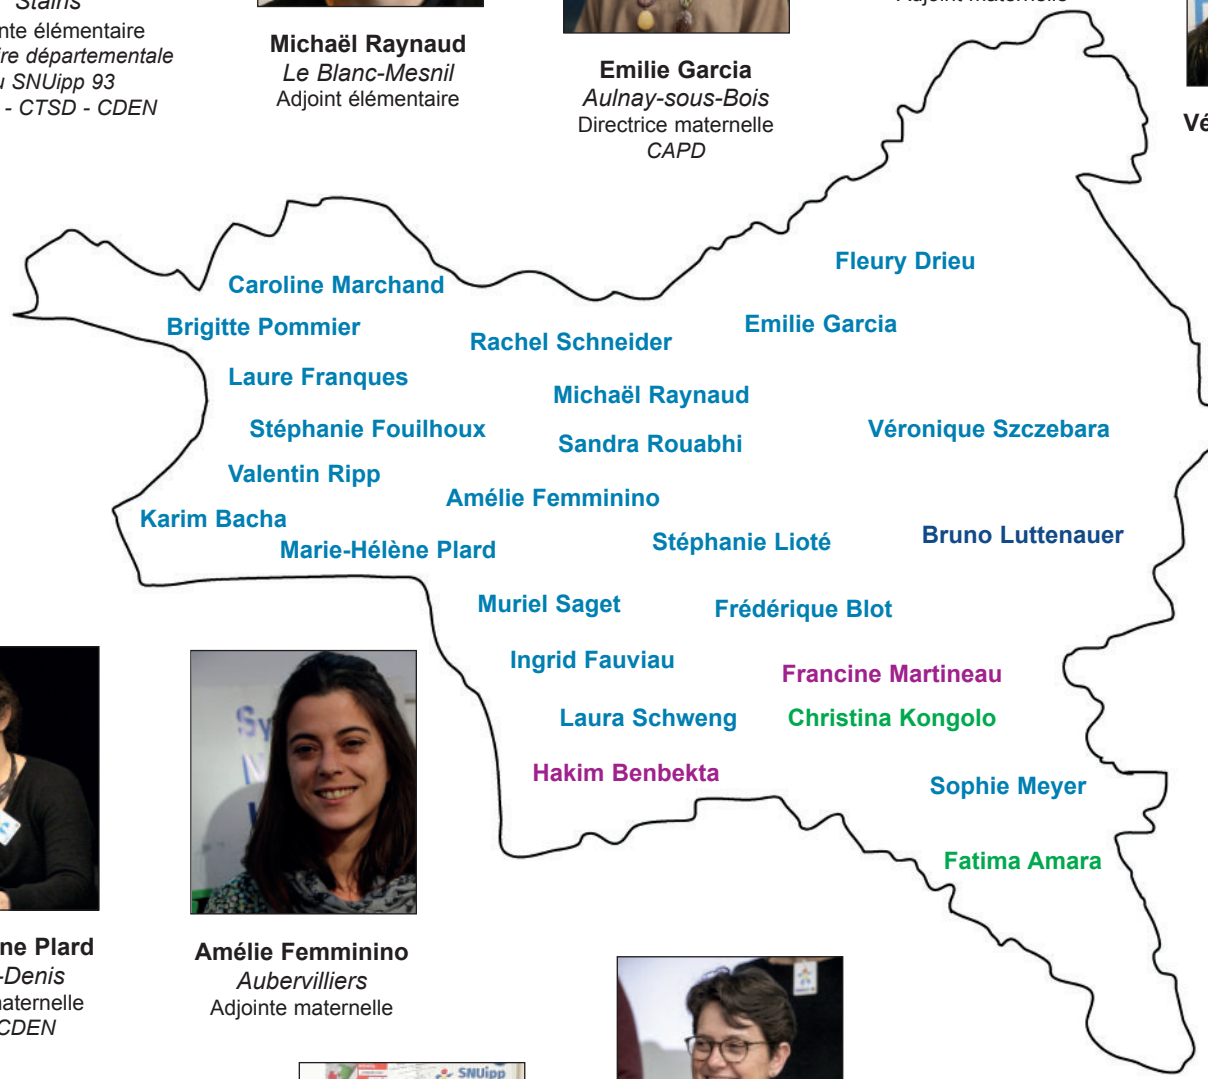 Stains
nte élémentaire
ire départementale
u SNUipp 93
- CTSD - CDEN
Michaël Raynaud
Le Blanc-Mesnil
Adjoint élémentaire
Emilie Garcia
Aulnay-sous-Bois
Directrice maternelle
CAPD
Adjoint maternelle
Vé
Fleury Drieu
Caroline Marchand
Brigitte Pommier
Emilie Garcia
Rachel Schneider
Laure Franques
Michaël Raynaud
Stéphanie Fouilhoux
Véronique Szczebara
Sandra Rouabhi
Valentin Ripp
Amélie Femminino
Karim Bacha
Bruno Luttenauer
Stéphanie Lioté
Marie-Hélène Plard
Muriel Saget
Frédérique Blot
Ingrid Fauviau
Francine Martineau
Laura Schweng
Christina Kongolo
Hakim Benbekta
Sophie Meyer
Fatima Amara
ne Plard
-Denis
aternelle
CDEN
Sy
N
Amélie Femminino
Aubervilliers
Adjointe maternelle
SNUipp